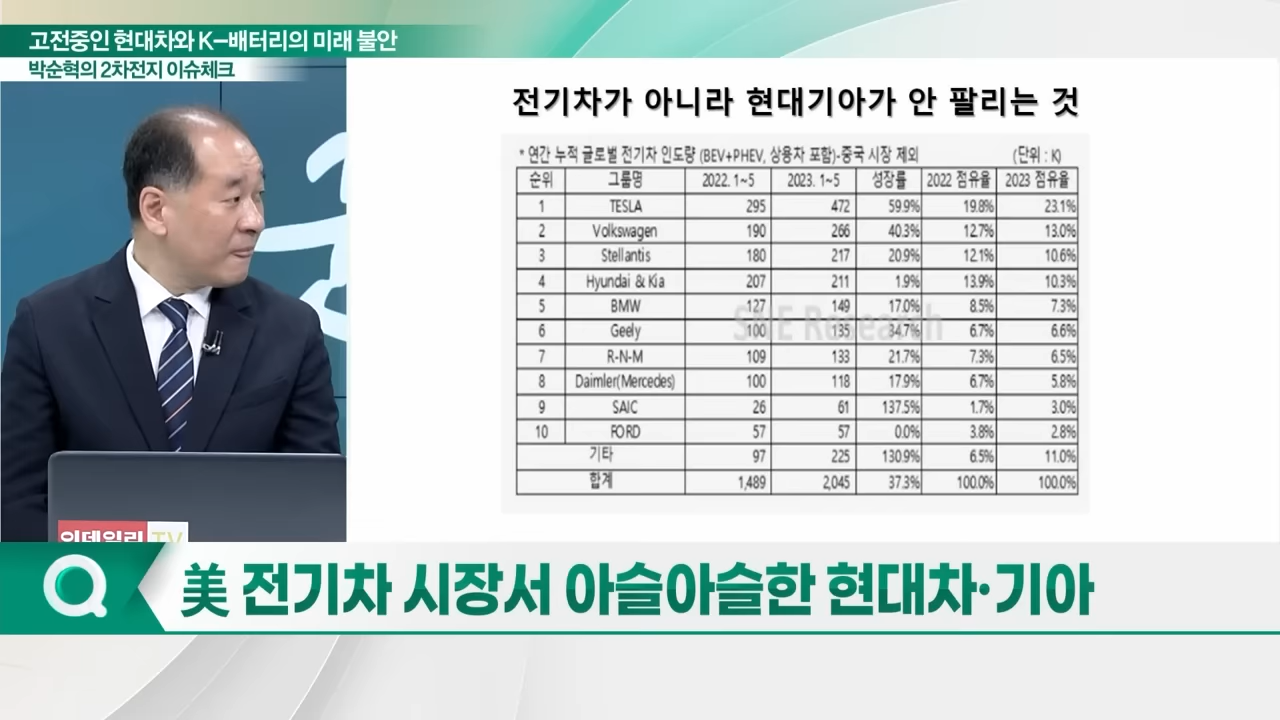 고전중인 현대차와 K-배터리의 미래 불안
박순혁의 2차전지 이슈체크
전기차가 아니라 현대기아가 안 팔리는 것
* 연간 누적 글로벌 전기차 인도량 (BEV+PHEV, 상용차 포함)-중국 시장 제외 (단위 : K)
순위 그룹명 2022. 1~5 2023. 1~5 성장률 2022 점유율 2023 점유율
1 TESLA 295 472 59.9% 19.8% 23.1%
2 Volkswagen 190 266 40.3% 12.7% 13.0%
3 Stellantis 180 217 20.9% 12.1% 10.6%
4 Hyundai & Kia 207 211 1.9% 13.9% 10.3%
5 BMW 127 149 17.0% 8.5% 7.3%
6 Geely 100 135 34.7% 6.7% 6.6%
7 R-N-M 109 133 21.7% 7.3% 6.5%
8 Daimler(Mercedes) 100 118 17.9% 6.7% 5.8%
9 SAIC 26 61 137.5% 1.7% 3.0%
10 FORD 57 57 0.0% 3.8% 2.8%
기타 97 225 130.9% 6.5% 11.0%
합계 1,489 2,045 37.3% 100.0% 100.0%
SNE Research
이데일리 TV
美 전기차 시장서 아슬아슬한 현대차·기아